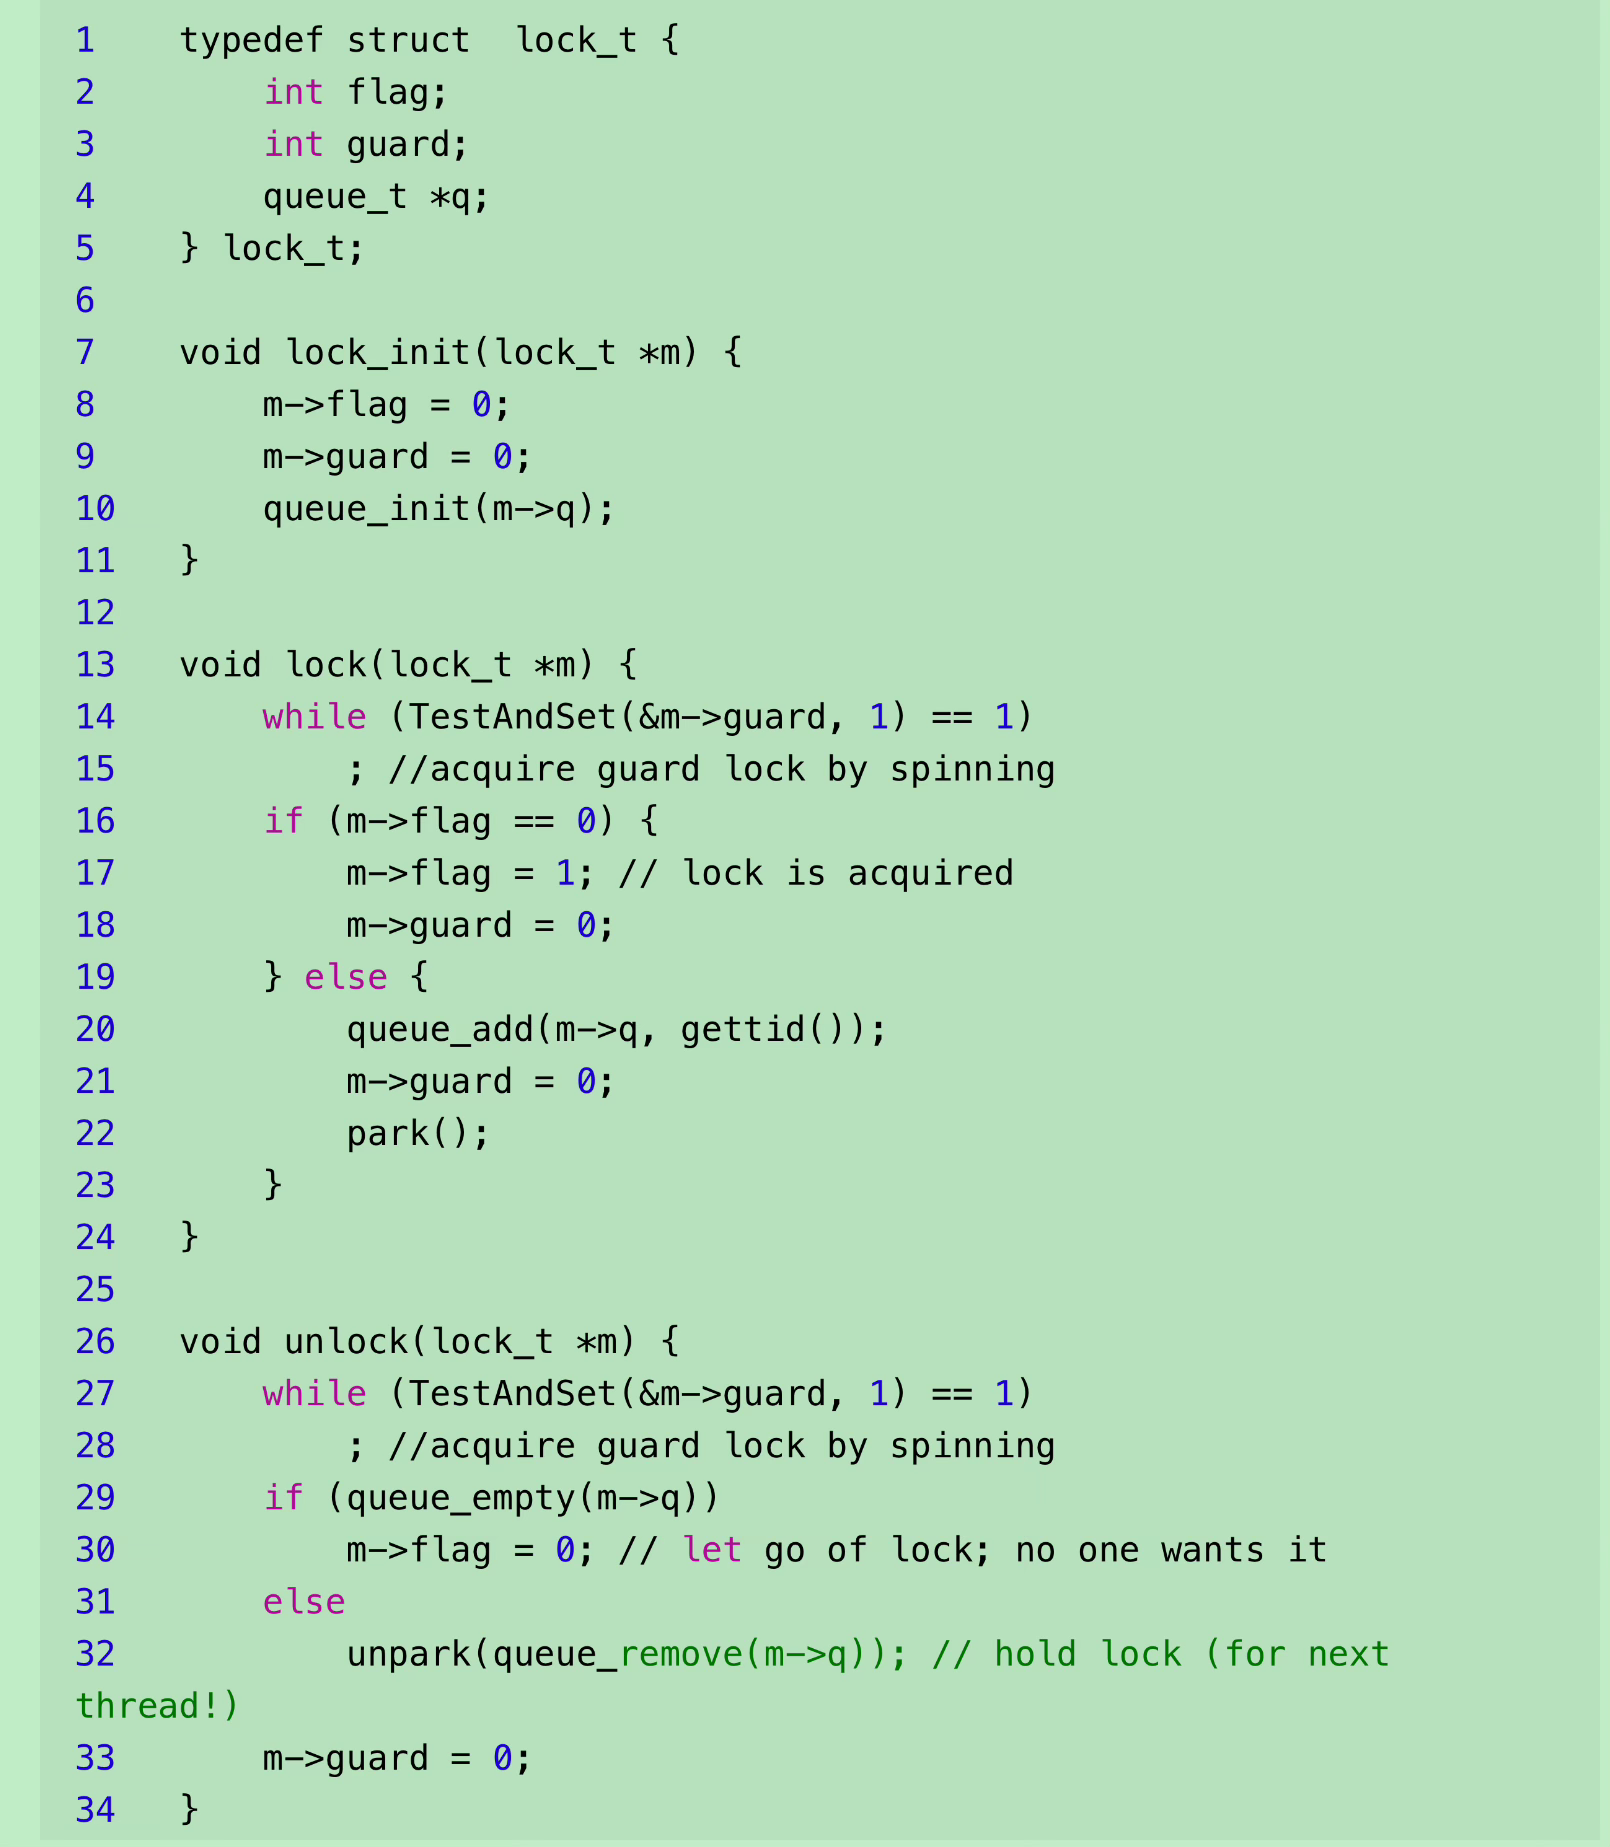 1    typedef struct  lock_t {
2        int flag;
3        int guard;
4        queue_t *q;
5    } lock_t;
6
7    void lock_init(lock_t *m) {
8        m->flag = 0;
9        m->guard = 0;
10       queue_init(m->q);
11   }
12
13   void lock(lock_t *m) {
14       while (TestAndSet(&m->guard, 1) == 1)
15           ; //acquire guard lock by spinning
16       if (m->flag == 0) {
17           m->flag = 1; // lock is acquired
18           m->guard = 0;
19       } else {
20           queue_add(m->q, gettid());
21           m->guard = 0;
22           park();
23       }
24   }
25
26   void unlock(lock_t *m) {
27       while (TestAndSet(&m->guard, 1) == 1)
28           ; //acquire guard lock by spinning
29       if (queue_empty(m->q))
30           m->flag = 0; // let go of lock; no one wants it
31       else
32           unpark(queue_remove(m->q)); // hold lock (for next
thread!)
33       m->guard = 0;
34   }